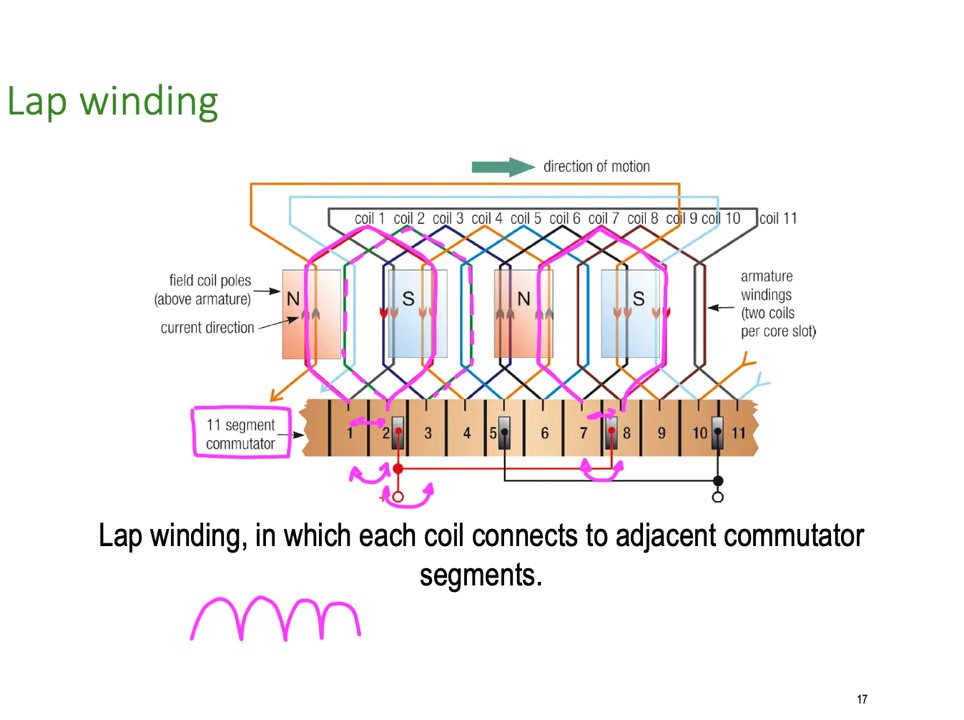 Lap winding
direction of motion
coil 1 coil 2 coil 3 coil 4 coil 5 coil 6 coil 7 coil 8 coil 9 coil 10 coil 11
field coil poles
(above armature)
current direction
N S N S
armature
windings
(two coils
per core slot)
11 segment
commutator
1 2 3 4 5 6 7 8 9 10 11
+
Lap winding, in which each coil connects to adjacent commutator
segments.
17